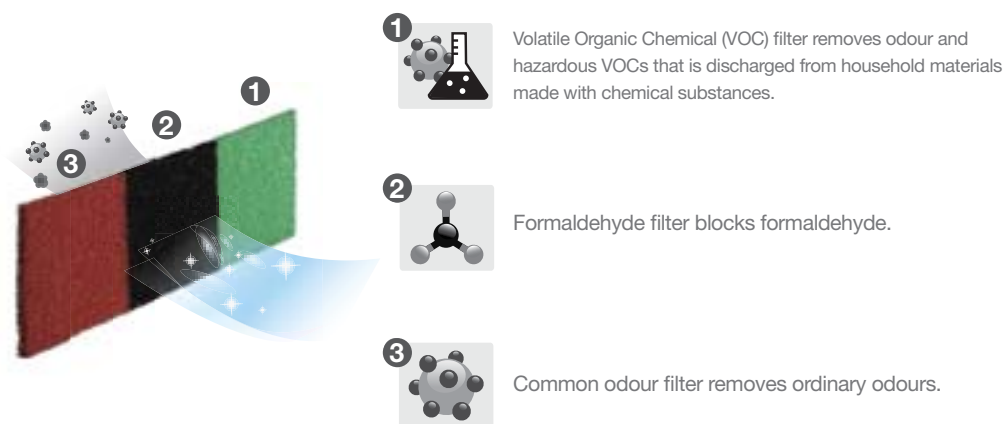 1
Volatile Organic Chemical (VOC) filter removes odour and
hazardous VOCs that is discharged from household materials
made with chemical substances.
1
2
3
2
Formaldehyde filter blocks formaldehyde.
3
Common odour filter removes ordinary odours.